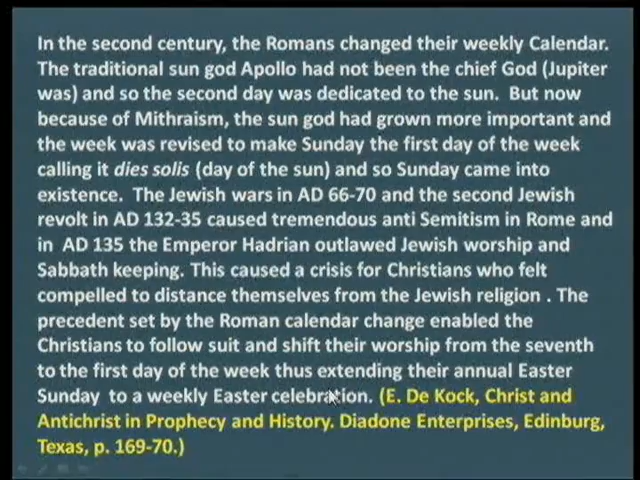 In the second century, the Romans changed their weekly Calendar.
The traditional sun god Apollo had not been the chief God (Jupiter
was) and so the second day was dedicated to the sun.  But now
because of Mithraism, the sun god had grown more important and
the week was revised to make Sunday the first day of the week
calling it dies solis (day of the sun) and so Sunday came into
existence.  The Jewish wars in AD 66-70 and the second Jewish
revolt in AD 132-35 caused tremendous anti Semitism in Rome and
in  AD 135 the Emperor Hadrian outlawed Jewish worship and
Sabbath keeping. This caused a crisis for Christians who felt
compelled to distance themselves from the Jewish religion . The
precedent set by the Roman calendar change enabled the
Christians to follow suit and shift their worship from the seventh
to the first day of the week thus extending their annual Easter
Sunday  to a weekly Easter celebration. (E. De Kock, Christ and
Antichrist in Prophecy and History. Diadone Enterprises, Edinburg,
Texas, p. 169-70.)